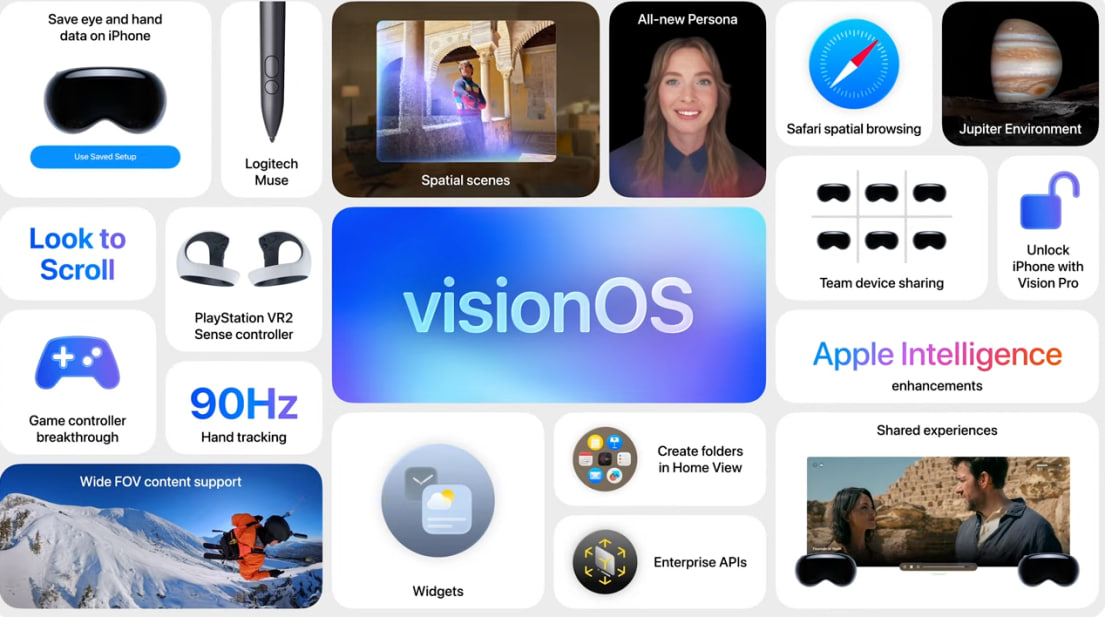 Save eye and hand
data on iPhone
Use Saved Setup
Logitech
Muse
Spatial scenes
All-new Persona
Safari spatial browsing
Jupiter Environment
Look to
Scroll
PlayStation VR2
Sense controller
visionOS
Team device sharing
Unlock
iPhone with
Vision Pro
Game controller
breakthrough
90Hz
Hand tracking
Apple Intelligence
enhancements
Wide FOV content support
Widgets
Create folders
in Home View
Enterprise APIs
Shared experiences